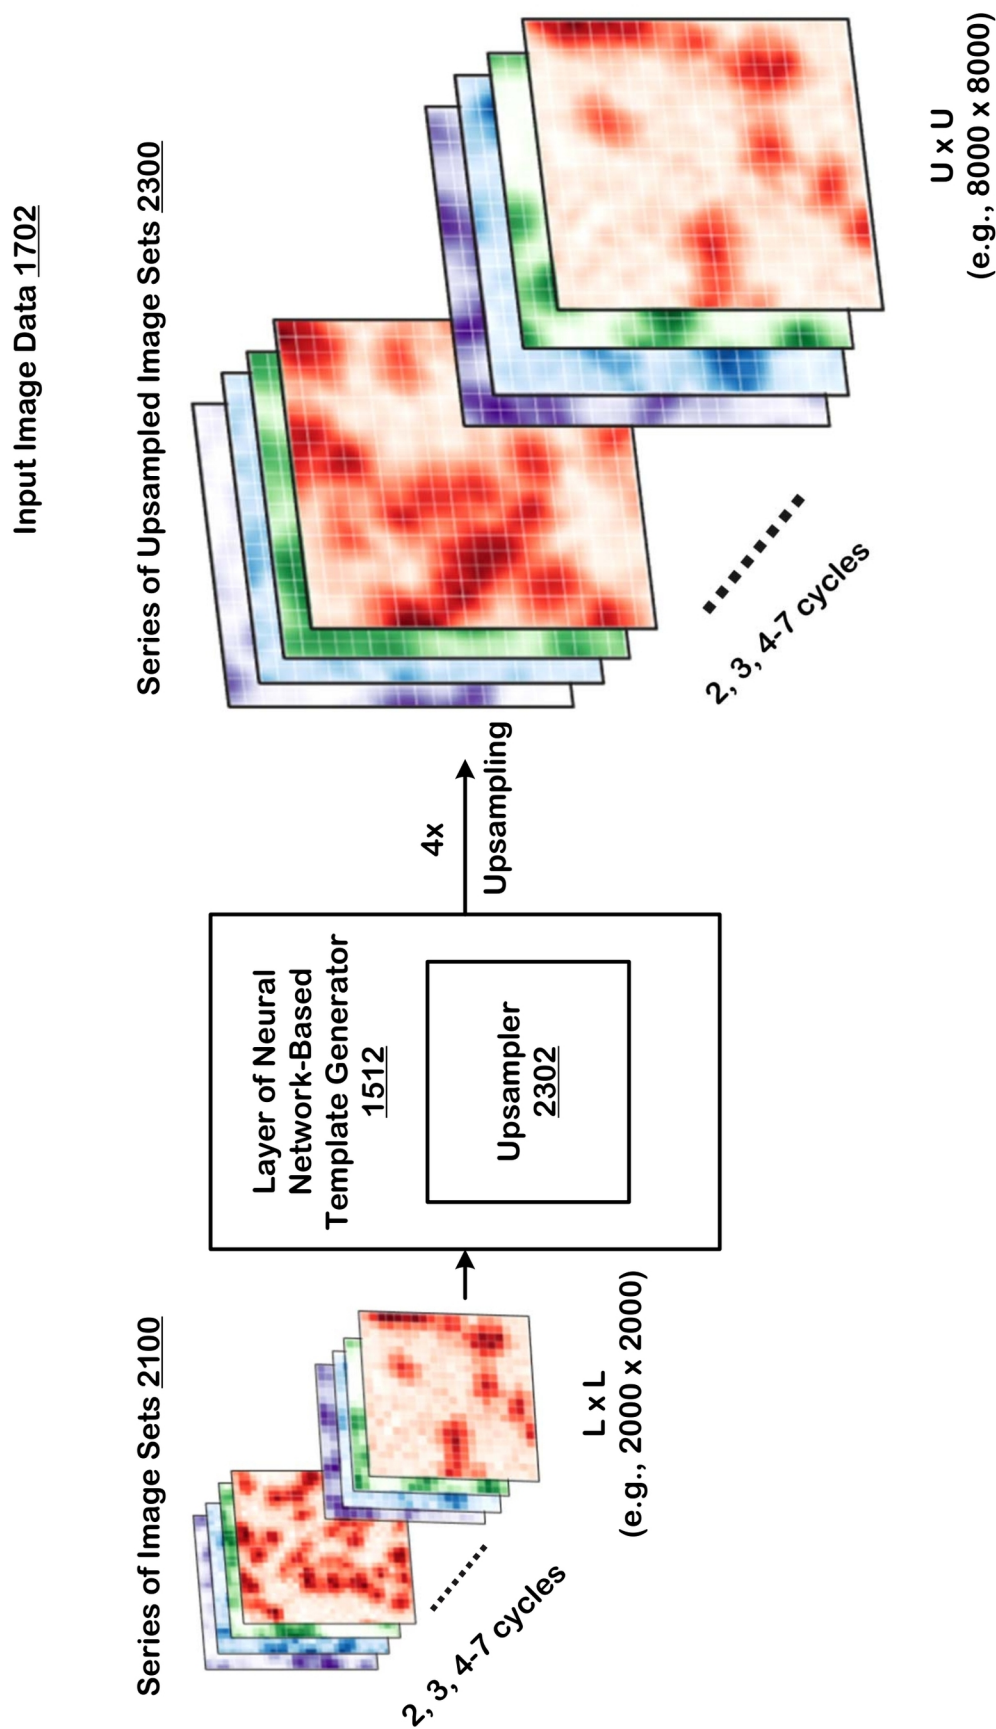 Input Image Data 1702
Series of Image Sets 2100
2, 3, 4-7 cycles
L x L
(e.g., 2000 x 2000)
Layer of Neural
Network-Based
Template Generator
1512
Upsampler
2302
4x
Upsampling
Series of Upsampled Image Sets 2300
2, 3, 4-7 cycles
U x U
(e.g., 8000 x 8000)